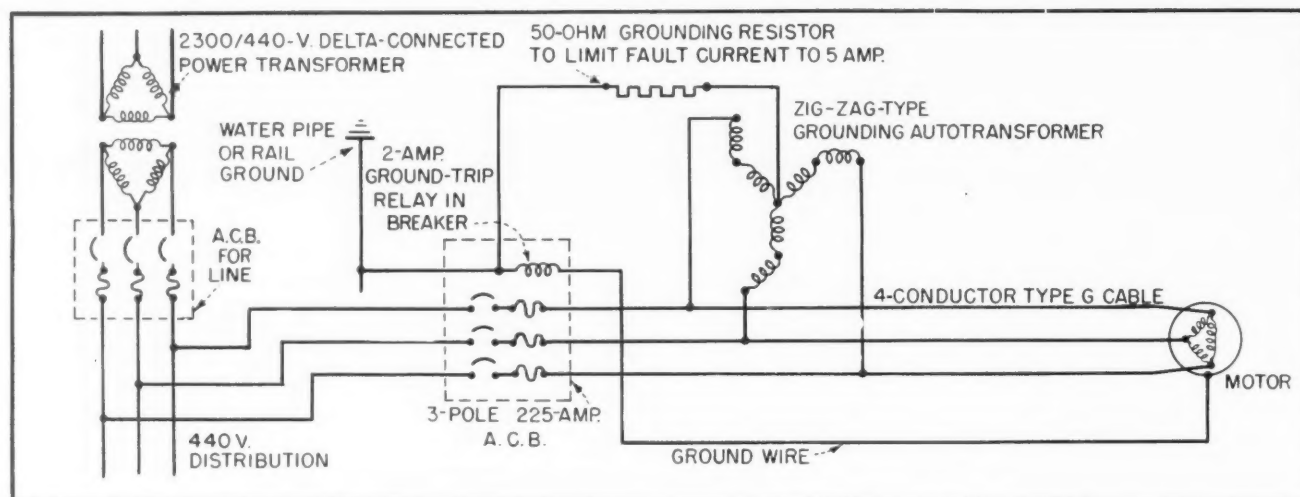 2300/440-V. DELTA-CONNECTED
POWER TRANSFORMER
50-OHM GROUNDING RESISTOR
TO LIMIT FAULT CURRENT TO 5 AMP.
ZIG-ZAG-TYPE
GROUNDING AUTOTRANSFORMER
WATER PIPE
OR RAIL
GROUND
2-AMP.
GROUND-TRIP
RELAY IN
BREAKER
A.C.B.
FOR
LINE
4-CONDUCTOR TYPE G CABLE
MOTOR
3-POLE 225-AMP.
A.C.B.
440 V.
DISTRIBUTION
GROUND WIRE